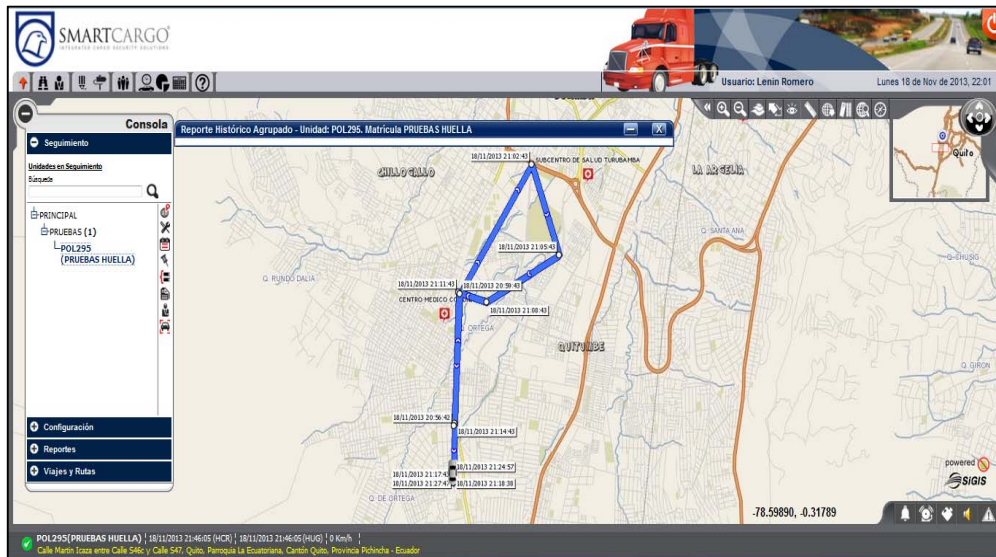 SMARTCARGO
INTEGRATED CARGO SECURITY SOLUTIONS
Usuario: Lenin Romero
Lunes 18 de Nov de 2013, 22:01
Consola
Seguimiento
Unidades en Seguimiento
Búsqueda
PRINCIPAL
PRUEBAS (1)
POL295
(PRUEBAS HUELLA)
Configuración
Reportes
Viajes y Rutas
Reporte Histórico Agrupado - Unidad: POL295. Matrícula PRUEBAS HUELLA
X
18/11/2013 21:02:43
SUBCENTRO DE SALUD TURUBAMBA
CHILLOGALLO
LA ARGELIA
Quito
Q. SANTA ANA
18/11/2013 21:05:43
Q. RUNDO DALIA
18/11/2013 21:11:43
18/11/2013 20:59:43
CENTRO MEDICO
18/11/2013 21:08:43
ORTEGA
QUITUMBE
Q. GIRON
18/11/2013 20:56:42
18/11/2013 21:14:43
18/11/2013 21:24:57
18/11/2013 21:17:43
18/11/2013 21:27:47
18/11/2013 21:18:38
Q. DE ORTEGA
powered
SIGIS
-78.59890, -0.31789
POL295(PRUEBAS HUELLA) | 18/11/2013 21:46:05 (HCR) | 18/11/2013 21:46:05 (HUG) | 0 Km/h |
Calle Martin Icaza entre Calle S46c y Calle S47, Quito, Parroquia La Ecuatoriana, Cantón Quito, Provincia Pichincha - Ecuador